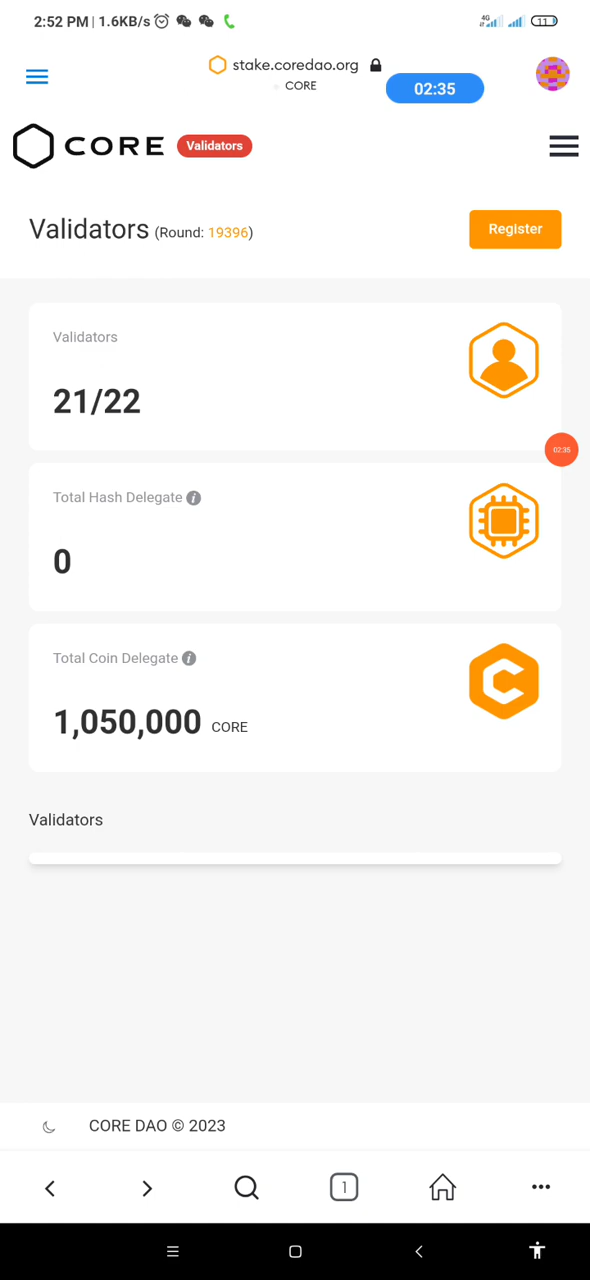 2:52 PM | 1.6KB/s
4G
11
stake.coredao.org
CORE
02:35
CORE Validators
Validators (Round: 19396)
Register
Validators
21/22
02:35
Total Hash Delegate i
0
Total Coin Delegate i
1,050,000 CORE
Validators
CORE DAO © 2023
1